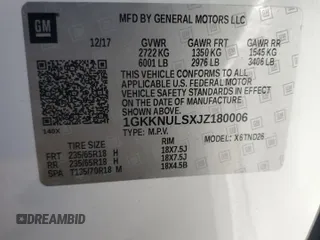 GM
MFD BY GENERAL MOTORS LLC
12/17 GVWR GAWR FRT GAWR RR
2722 KG 1350 KG 1545 KG
6001 LB 2976 LB 3406 LB
THIS VEHICLE CONFORMS TO ALL
APPLICABLE U.S. FEDERAL MOTOR
VEHICLE SAFETY STANDARDS IN EFFECT
ON THE DATE OF MANUFACTURE
SHOWN ABOVE.
1GKKNULSXJZ180006
TYPE: M.P.V. MODEL: X6TND26
TIRE SIZE RIM
FRT 235/65R18 H 18X7.5J
RR 235/65R18 H 18X7.5J
SPA T135/70R18 M 18X4.5B
DREAMBID